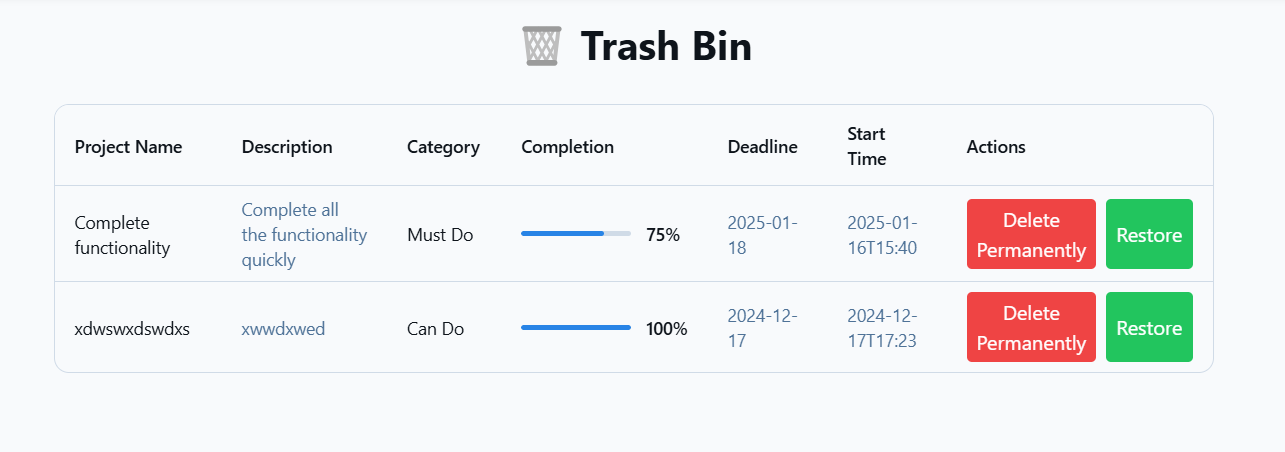 Trash Bin
Project Name Description Category Completion Deadline Start Time Actions
Complete functionality Complete all the functionality quickly Must Do 75% 2025-01-18 2025-01-16T15:40 Delete Permanently Restore
xdwswxdswdxs xwwdxwed Can Do 100% 2024-12-17 2024-12-17T17:23 Delete Permanently Restore